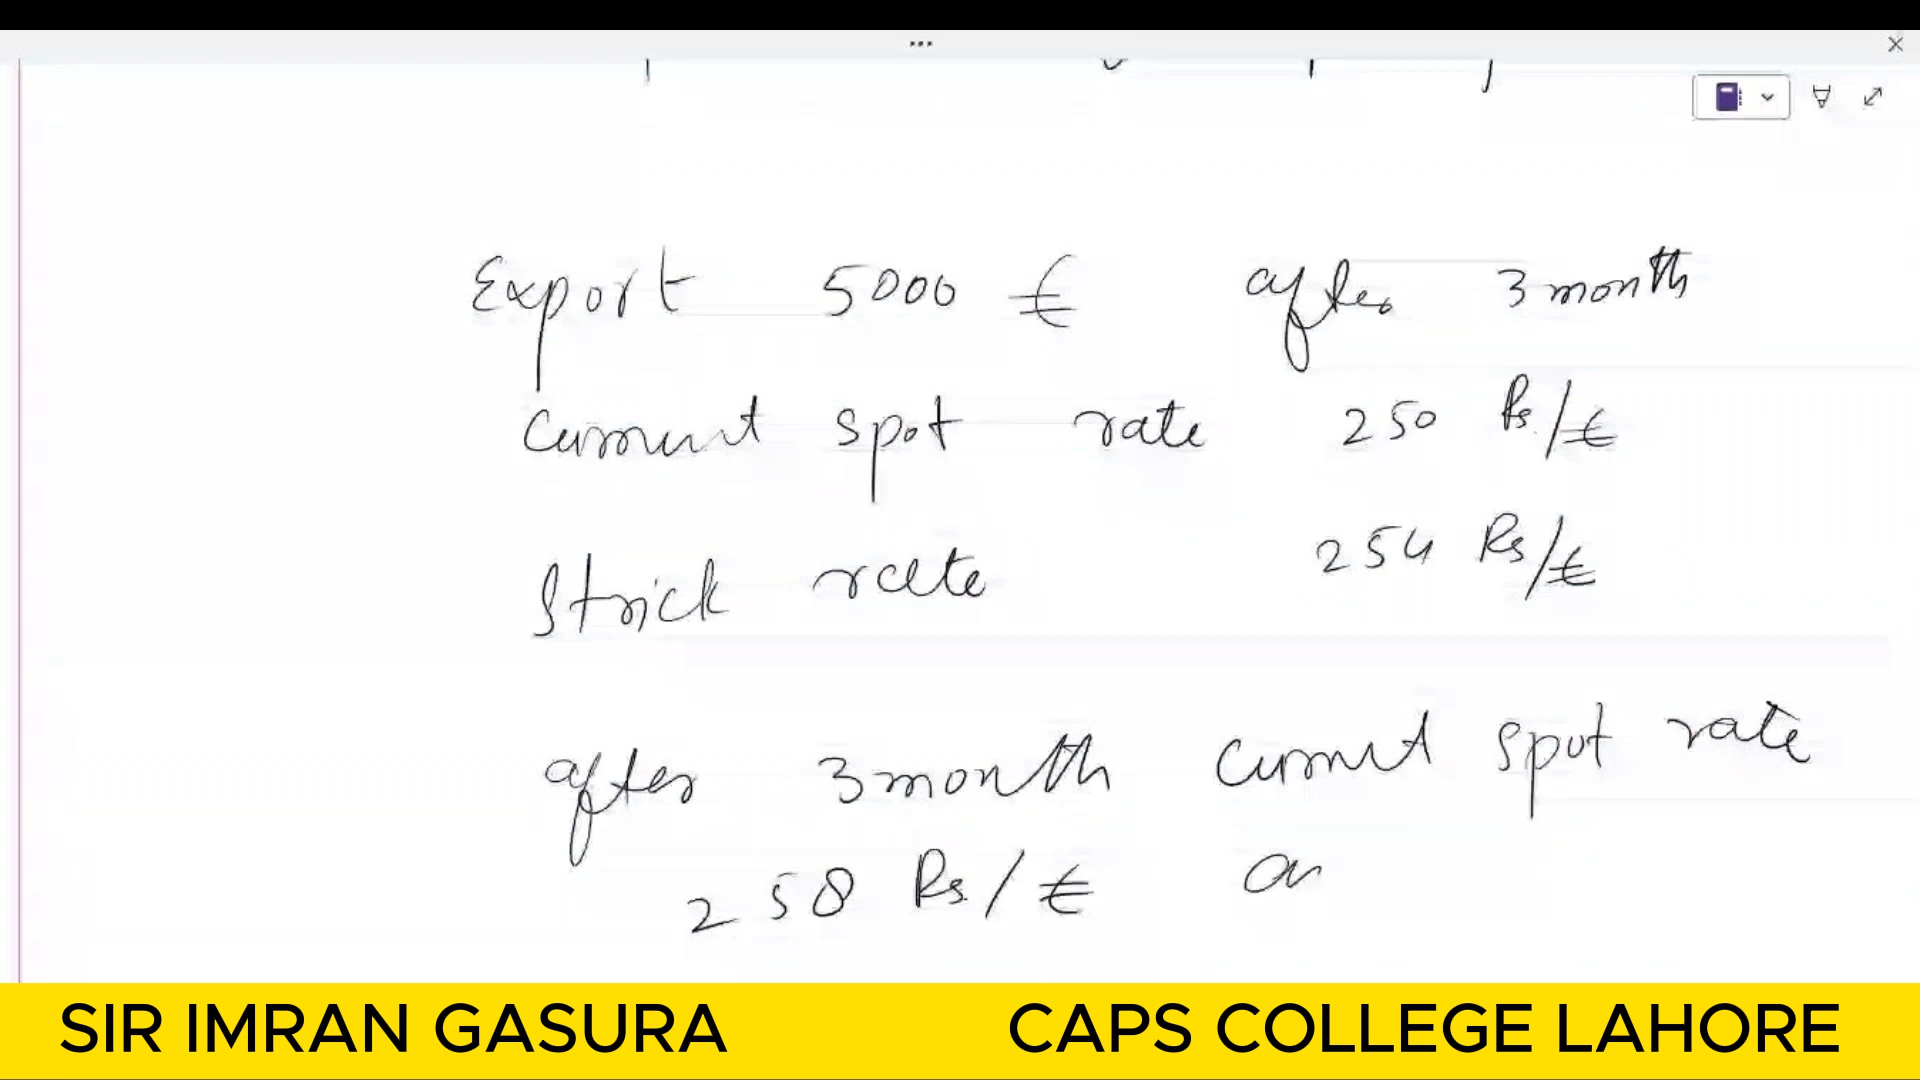 Export 5000 € after 3 month
Current spot rate 250 Rs/€
Strick rate 254 Rs/€
after 3 month current spot rate
258 Rs/€ or
SIR IMRAN GASURA CAPS COLLEGE LAHORE